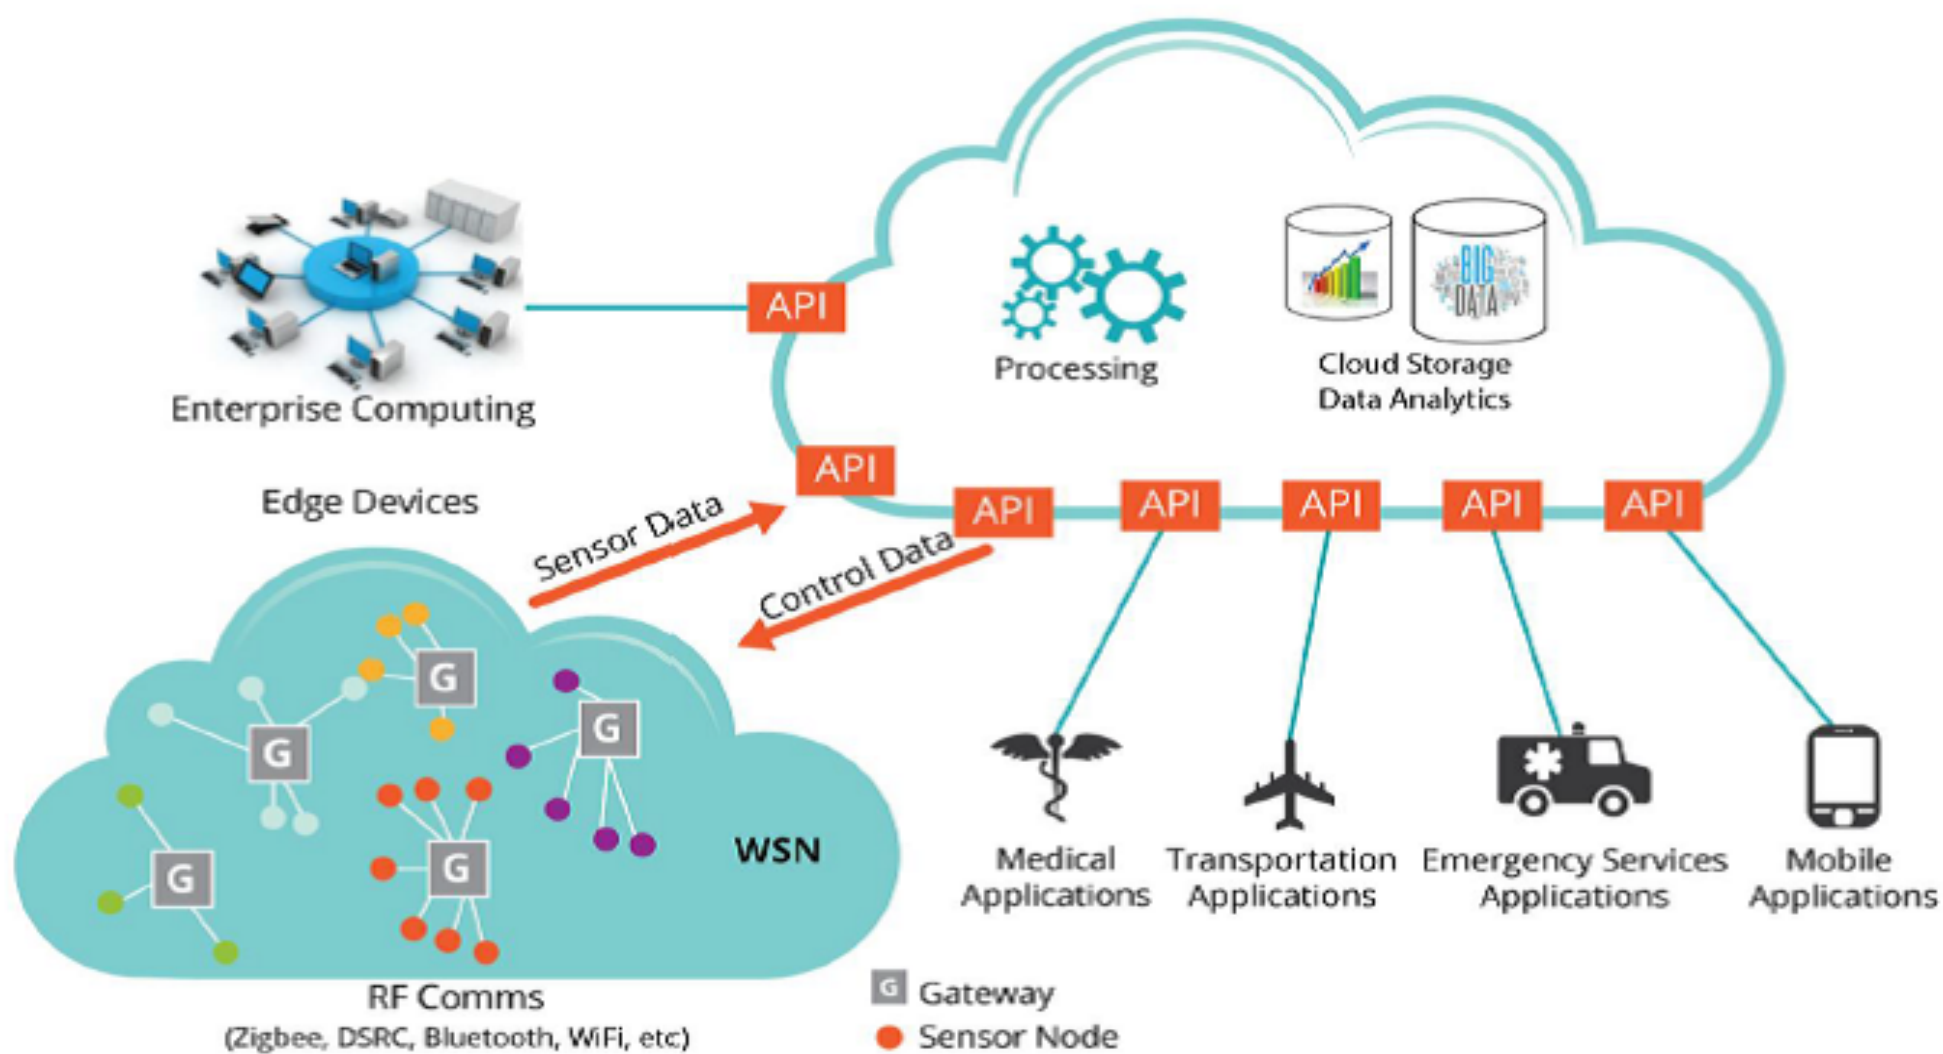 BIG
DATA
API
Processing
Cloud Storage
Data Analytics
Enterprise Computing
API
API
API
API
API
API
Edge Devices
Sensor Data
Control Data
G
G
G
G
G
WSN
Medical
Applications
Transportation
Applications
Emergency Services
Applications
Mobile
Applications
RF Comms
(Zigbee, DSRC, Bluetooth, WiFi, etc)
G Gateway
Sensor Node